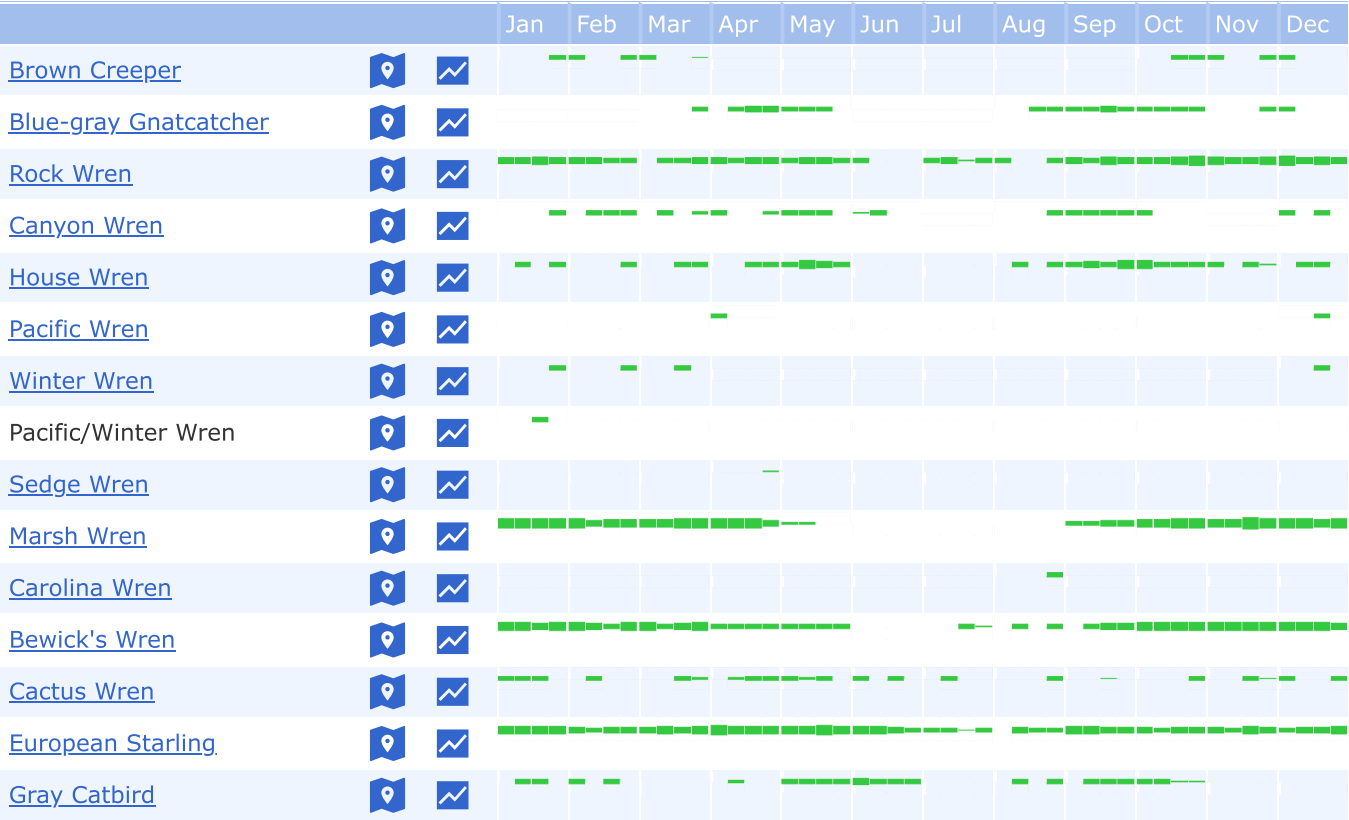 Jan Feb Mar Apr May Jun Jul Aug Sep Oct Nov Dec
Brown Creeper
Blue-gray Gnatcatcher
Rock Wren
Canyon Wren
House Wren
Pacific Wren
Winter Wren
Pacific/Winter Wren
Sedge Wren
Marsh Wren
Carolina Wren
Bewick's Wren
Cactus Wren
European Starling
Gray Catbird